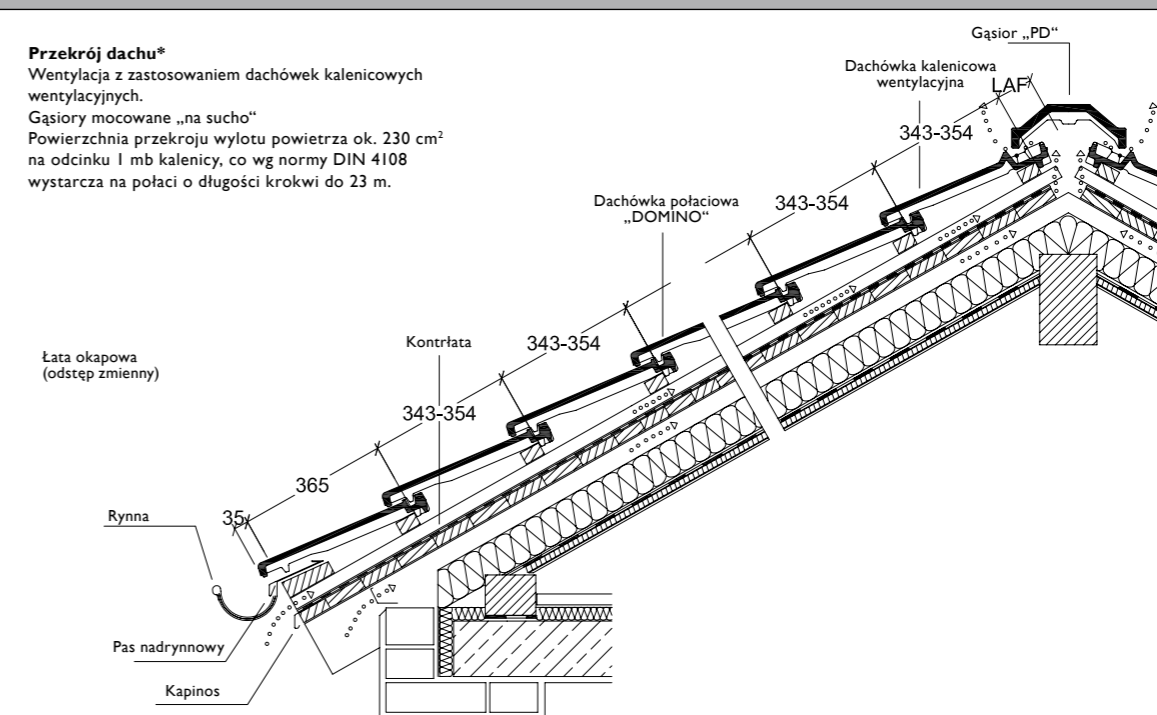 Przekrój dachu*
Wentylacja z zastosowaniem dachówek kalenicowych
wentylacyjnych.
Gąsiory mocowane „na sucho“
Powierzchnia przekroju wylotu powietrza ok. 230 cm²
na odcinku 1 mb kalenicy, co wg normy DIN 4108
wystarcza na połaci o długości krokwi do 23 m.
Gąsior „PD“
Dachówka kalenicowa
wentylacyjna
LAF
343-354
Dachówka połaciowa
„DOMINO“
343-354
Łata okapowa
(odstęp zmienny)
Kontrłata
343-354
343-354
365
35
Rynna
Pas nadrynnowy
Kapinos